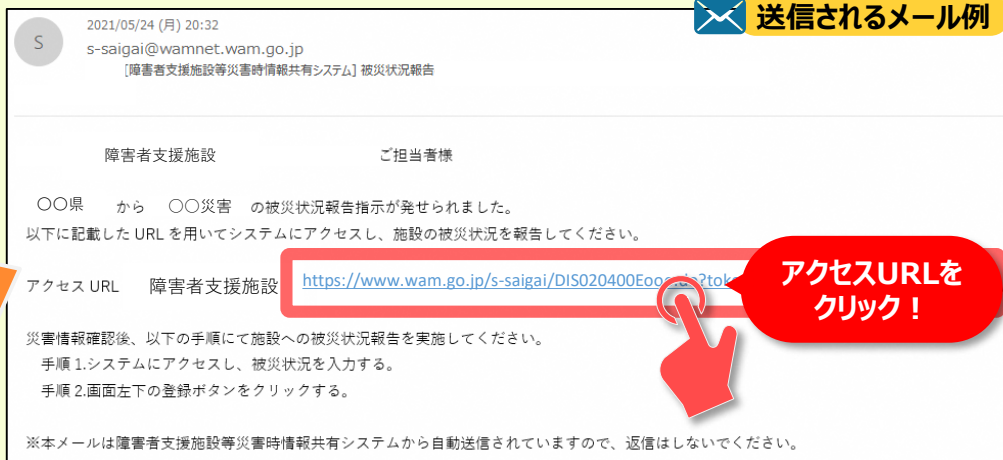 送信されるメール例
S
2021/05/24 (月) 20:32
s-saigai@wamnet.wam.go.jp
[障害者支援施設等災害時情報共有システム] 被災状況報告
障害者支援施設 ご担当者様
〇〇県 から 〇〇災害 の被災状況報告指示が発せられました。
以下に記載した URL を用いてシステムにアクセスし、施設の被災状況を報告してください。
アクセス URL 障害者支援施設 https://www.wam.go.jp/s-saigai/DIS020400E
アクセスURLを
クリック！
災害情報確認後、以下の手順にて施設への被災状況報告を実施してください。
手順 1.システムにアクセスし、被災状況を入力する。
手順 2.画面左下の登録ボタンをクリックする。
※本メールは障害者支援施設等災害時情報共有システムから自動送信されていますので、返信はしないでください。